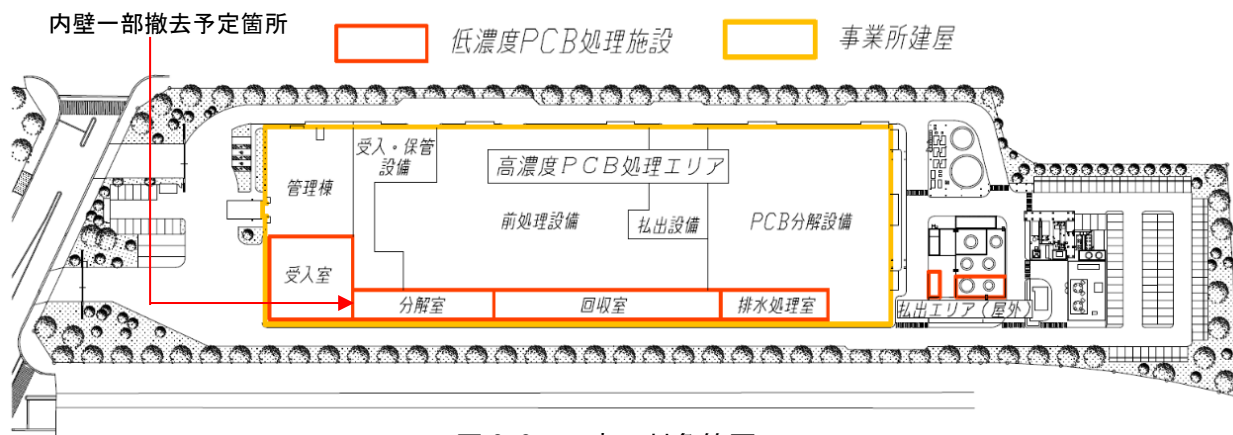 内壁一部撤去予定箇所
低濃度PCB処理施設
事業所建屋
受入・保管
設備
高濃度PCB処理エリア
管理棟
前処理設備
払出設備
PCB分解設備
受入室
分解室
回収室
排水処理室
払出エリア(屋外)